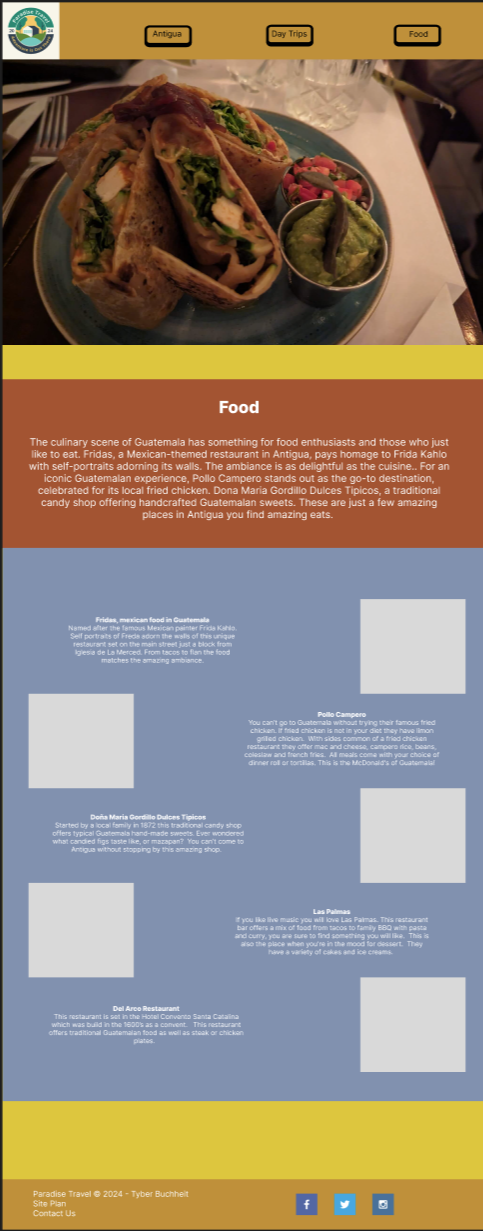 Paradise Travel
20 24
Antigua
Day Trips
Food
Food
The culinary scene of Guatemala has something for food enthusiasts and those who just
like to eat. Fridas, a Mexican-themed restaurant in Antigua, pays homage to Frida Kahlo
with self-portraits adorning its walls. The ambiance is as delightful as the cuisine.. For an
iconic Guatemalan experience, Pollo Campero stands out as the go-to destination,
celebrated for its local fried chicken. Dona Maria Gordillo Dulces Tipicos, a traditional
candy shop offering handcrafted Guatemalan sweets. These are just a few amazing
places in Antigua you find amazing eats.
Fridas, mexican food in Guatemala
Named after the famous Mexican painter Frida Kahlo.
Self portraits of Freda adorn the walls of this unique
restaurant set on the main street just a block from
Iglesia de La Merced. From tacos to flan the food
matches the amazing ambiance.
Pollo Campero
You can't go to Guatemala without trying their famous fried
chicken. If fried chicken is not in your diet they have limon
grilled chicken. With sides common of a fried chicken
restaurant they offer mac and cheese, campero rice, beans,
coleslaw and french fries. All meals come with your choice of
dinner roll or tortillas. This is the McDonald's of Guatemala!
Doña Maria Gordillo Dulces Tipicos
Started by a local family in 1872 this traditional candy shop
offers typical Guatemala hand-made sweets. Ever wondered
what candied figs taste like, or mazapan? You can't come to
Antigua without stopping by this amazing shop.
Las Palmas
If you like live music you will love Las Palmas. This restaurant
bar offers a mix of food from tacos to family BBQ with pasta
and curry, you are sure to find something you will like. This is
also the place when you're in the mood for dessert. They
have a variety of cakes and ice creams.
Del Arco Restaurant
This restaurant is set in the Hotel Convento Santa Catalina
which was build in the 1600's as a convent. This restaurant
offers traditional Guatemalan food as well as steak or chicken
plates.
Paradise Travel © 2024 - Tyber Buchhelt
Site Plan
Contact Us